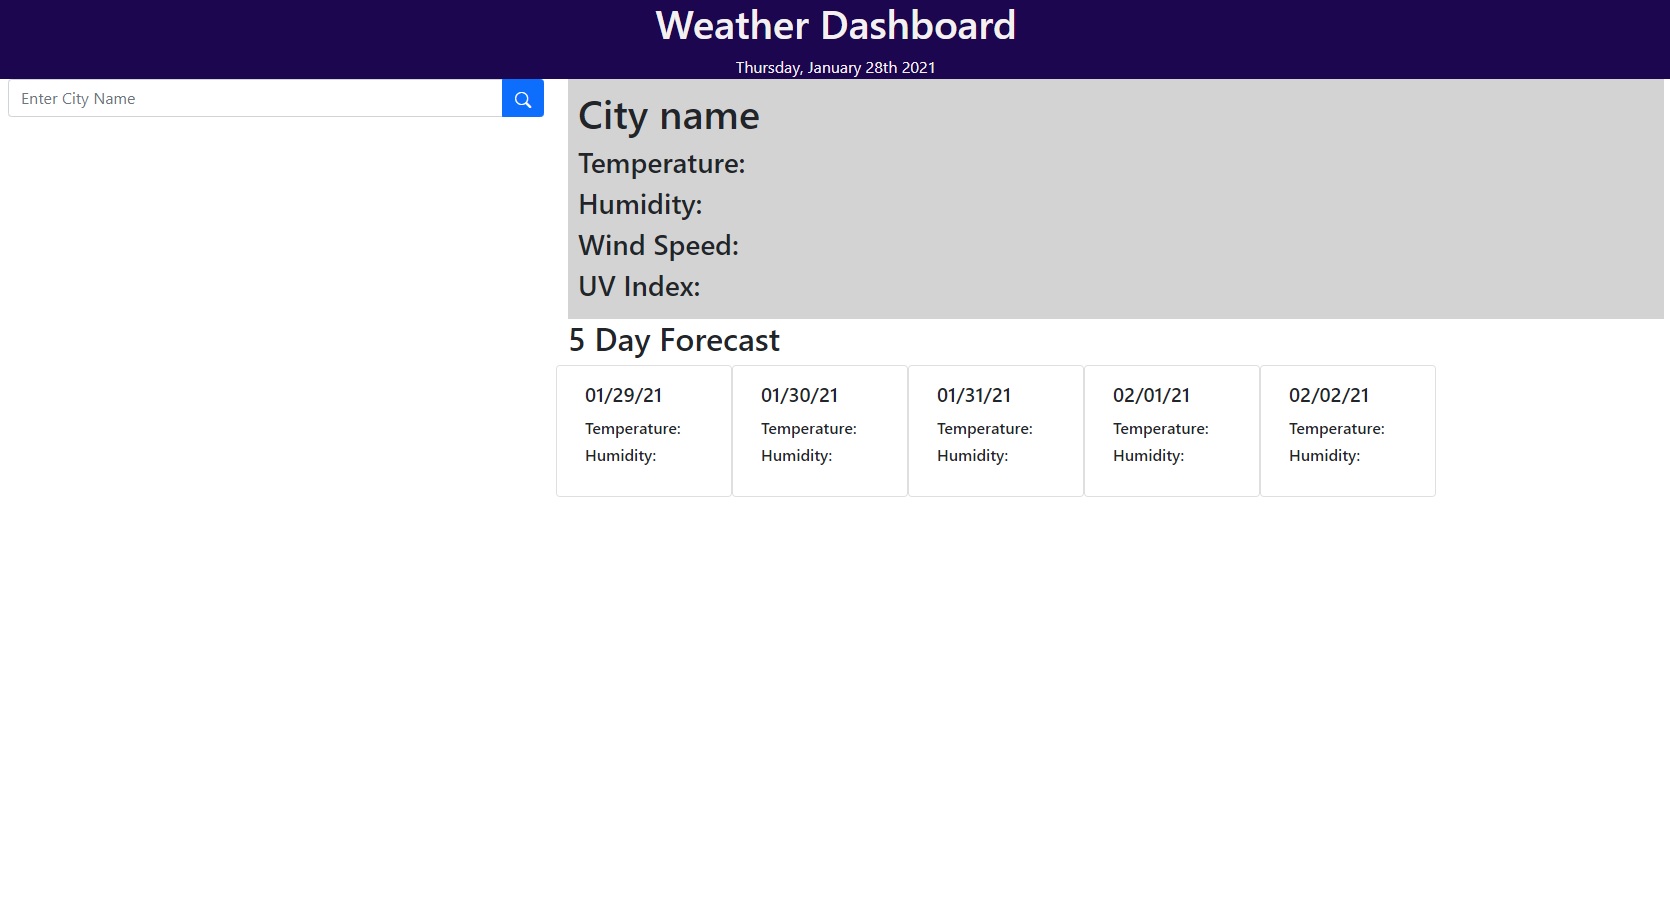 Weather Dashboard
Thursday, January 28th 2021
Enter City Name
City name
Temperature:
Humidity:
Wind Speed:
UV Index:
5 Day Forecast
01/29/21
Temperature:
Humidity:
01/30/21
Temperature:
Humidity:
01/31/21
Temperature:
Humidity:
02/01/21
Temperature:
Humidity:
02/02/21
Temperature:
Humidity: